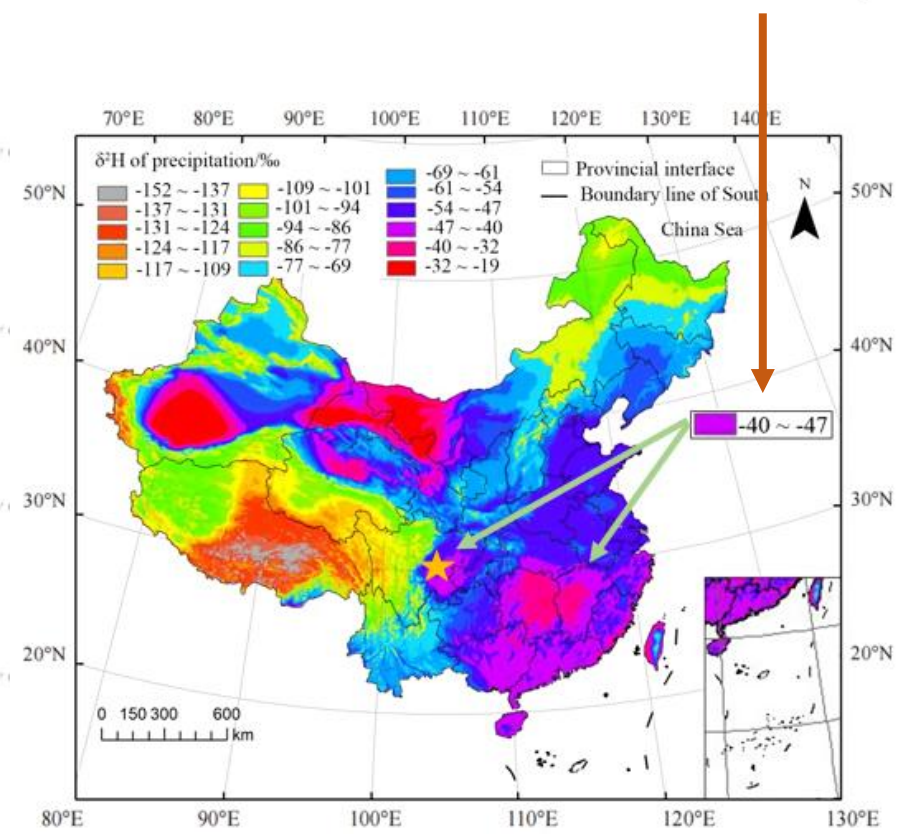 70°E 80°E 90°E 100°E 110°E 120°E 130°E 140°E
δ²H of precipitation/‰
-152 ~ -137
-137 ~ -131
-131 ~ -124
-124 ~ -117
-117 ~ -109
-109 ~ -101
-101 ~ -94
-94 ~ -86
-86 ~ -77
-77 ~ -69
-69 ~ -61
-61 ~ -54
-54 ~ -47
-47 ~ -40
-40 ~ -32
-32 ~ -19
Provincial interface
Boundary line of South
China Sea
N
50°N 50°N
40°N 40°N
-40 ~ -47
30°N 30°N
20°N 20°N
0 150 300 600
km
80°E 90°E 100°E 110°E 120°E 130°E